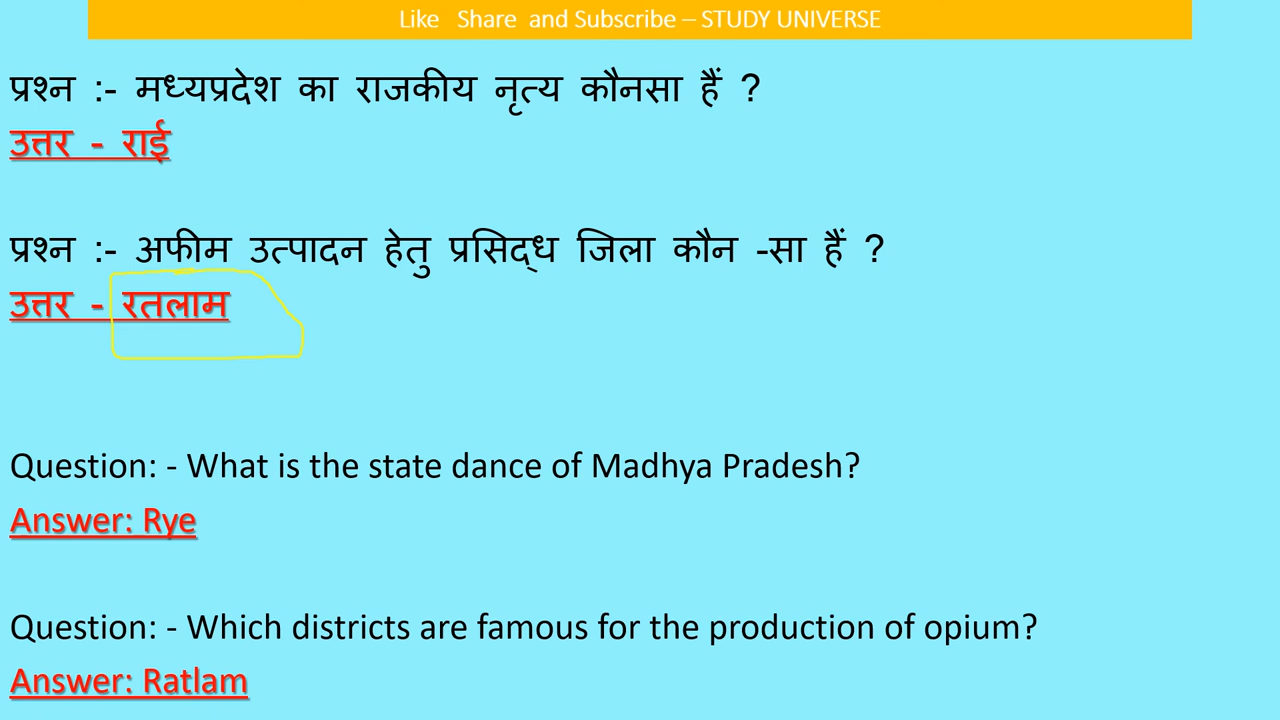 Like Share and Subscribe – STUDY UNIVERSE
प्रश्न :- मध्यप्रदेश का राजकीय नृत्य कौनसा हैं ?
उत्तर - राई
प्रश्न :- अफीम उत्पादन हेतु प्रसिद्ध जिला कौन -सा हैं ?
उत्तर - रतलाम
Question: - What is the state dance of Madhya Pradesh?
Answer: Rye
Question: - Which districts are famous for the production of opium?
Answer: Ratlam